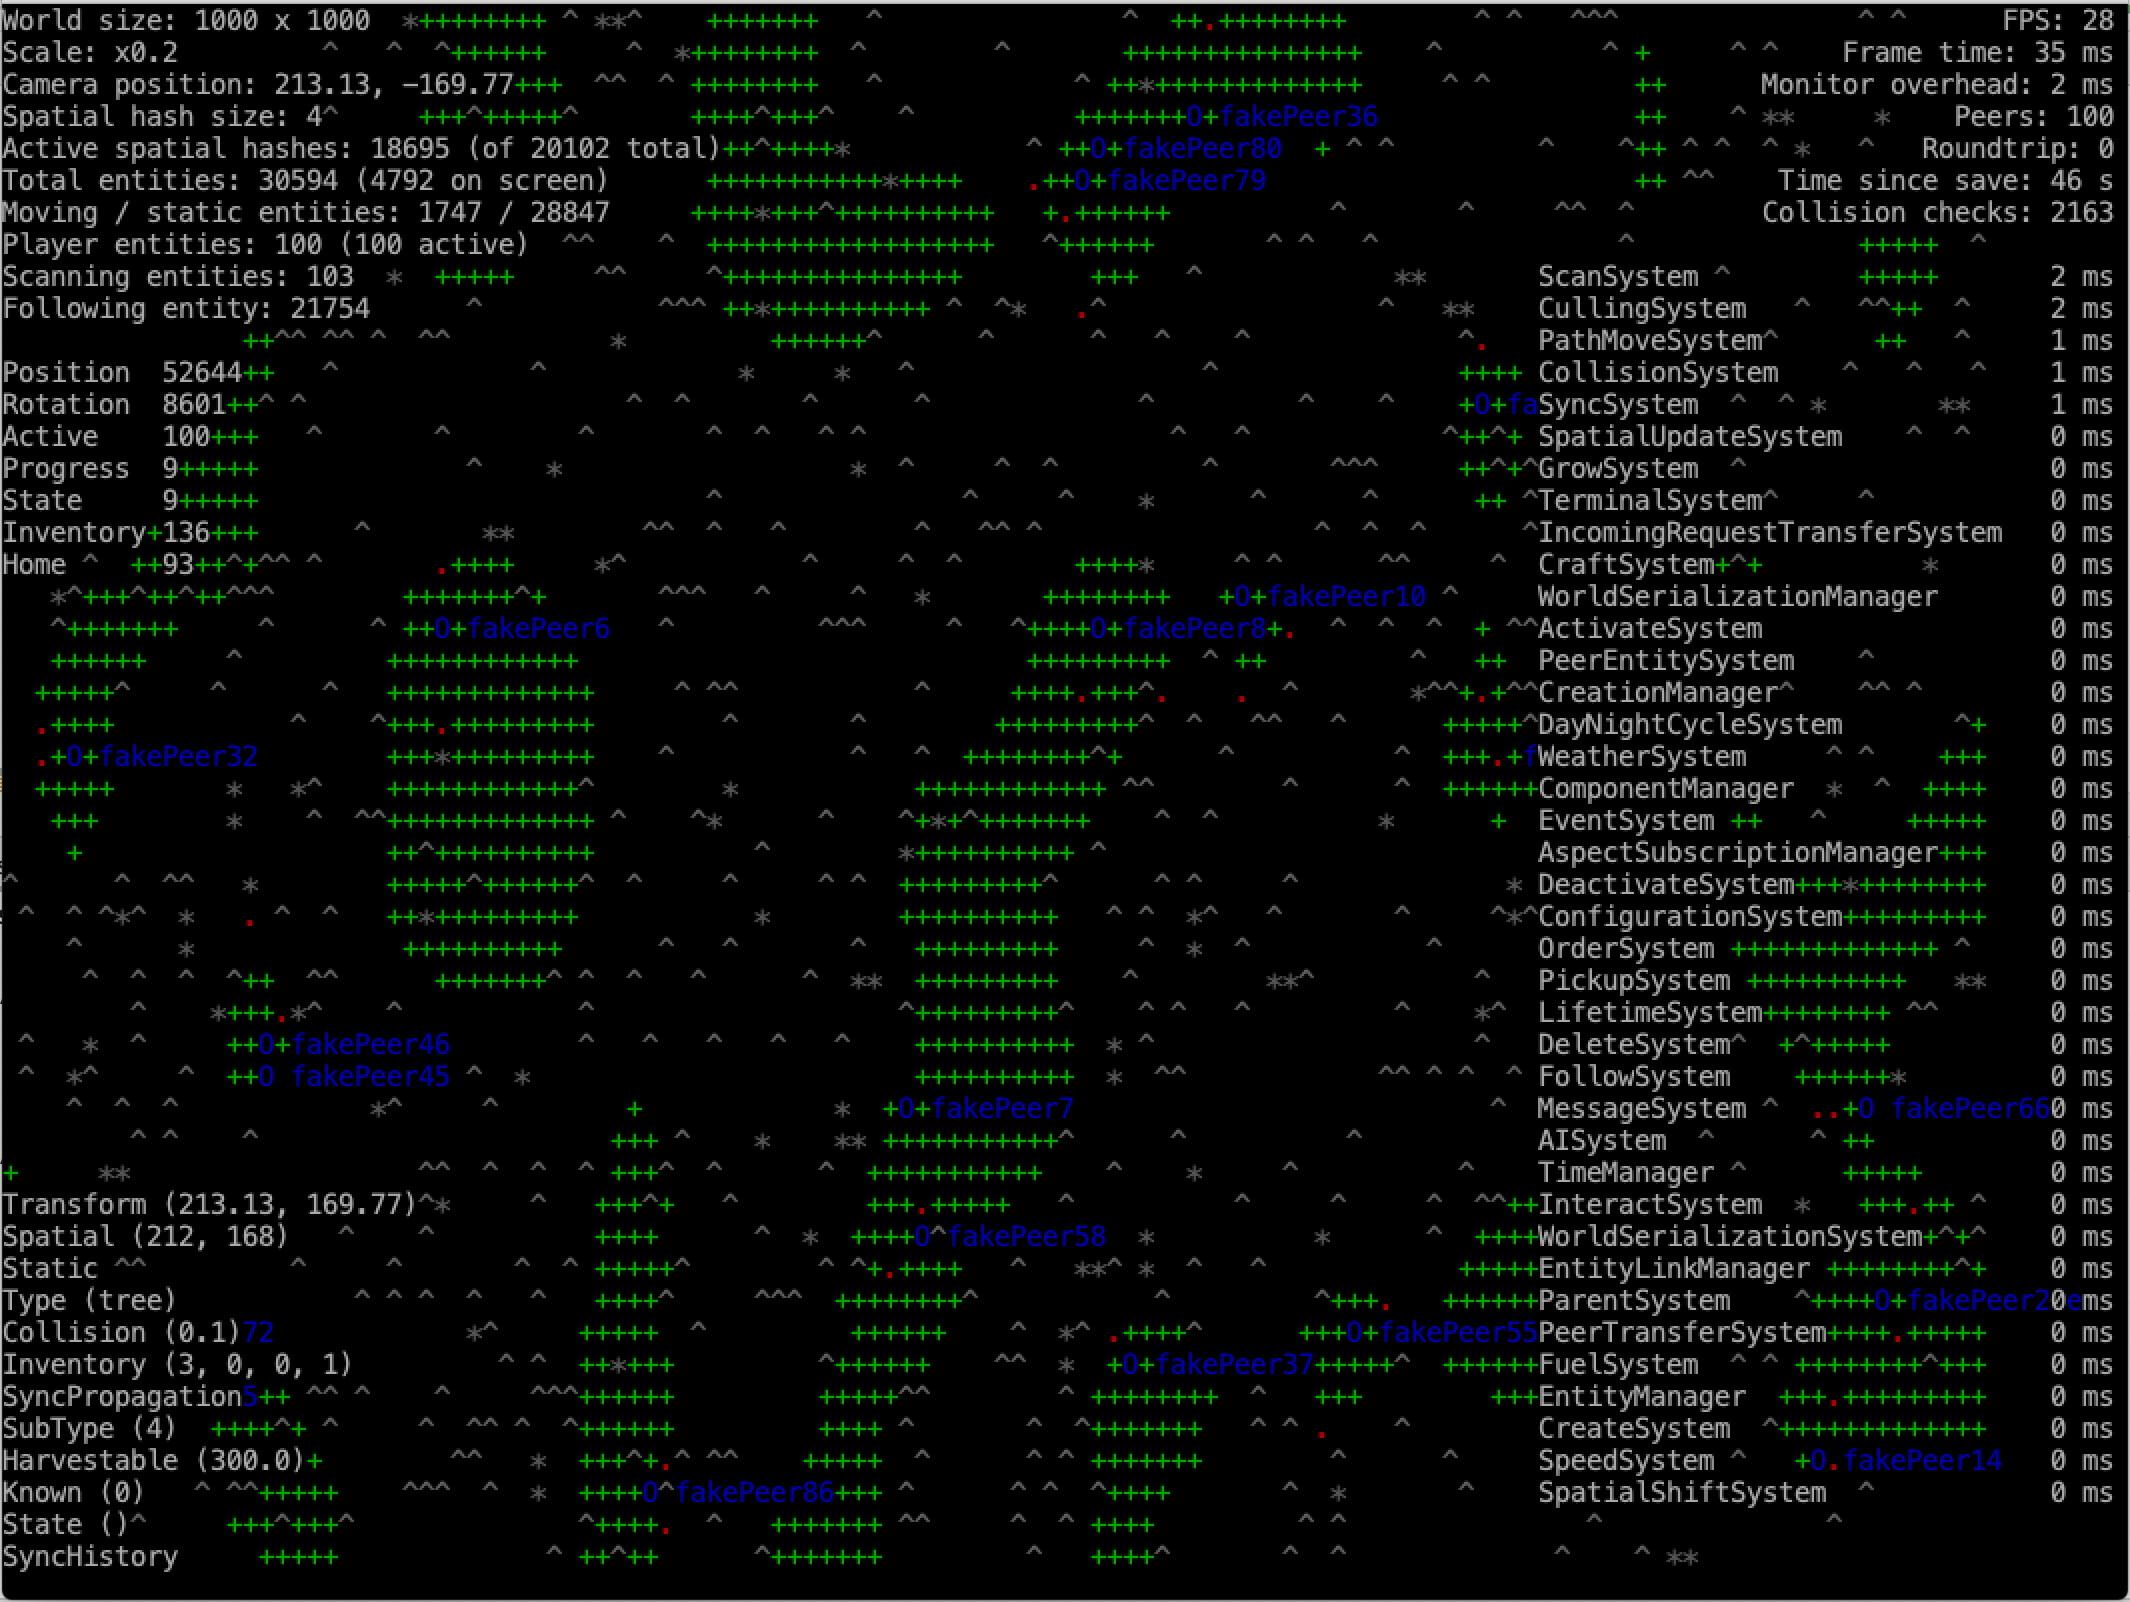 World size: 1000 x 1000 FPS: 28
Scale: x0.2 Frame time: 35 ms
Camera position: 213.13, -169.77 Monitor overhead: 2 ms
Spatial hash size: 4 fakePeer36 Peers: 100
Active spatial hashes: 18695 (of 20102 total) fakePeer80 Roundtrip: 0
Total entities: 30594 (4792 on screen) fakePeer79 Time since save: 46 s
Moving / static entities: 1747 / 28847 Collision checks: 2163
Player entities: 100 (100 active)
Scanning entities: 103 ScanSystem 2 ms
Following entity: 21754 CullingSystem 2 ms
PathMoveSystem 1 ms
Position 52644 CollisionSystem 1 ms
Rotation 8601 fa SyncSystem 1 ms
Active 100 SpatialUpdateSystem 0 ms
Progress 9 GrowSystem 0 ms
State 9 TerminalSystem 0 ms
Inventory 136 IncomingRequestTransferSystem 0 ms
Home 93 CraftSystem 0 ms
fakePeer10 WorldSerializationManager 0 ms
fakePeer6 fakePeer8 ActivateSystem 0 ms
PeerEntitySystem 0 ms
CreationManager 0 ms
DayNightCycleSystem 0 ms
fakePeer32 f WeatherSystem 0 ms
ComponentManager 0 ms
EventSystem 0 ms
AspectSubscriptionManager 0 ms
DeactivateSystem 0 ms
ConfigurationSystem 0 ms
OrderSystem 0 ms
PickupSystem 0 ms
LifetimeSystem 0 ms
fakePeer46 DeleteSystem 0 ms
fakePeer45 FollowSystem 0 ms
fakePeer7 MessageSystem fakePeer66 0 ms
AISystem 0 ms
TimeManager 0 ms
Transform (213.13, 169.77) InteractSystem 0 ms
Spatial (212, 168) fakePeer58 WorldSerializationSystem 0 ms
Static EntityLinkManager 0 ms
Type (tree) ParentSystem fakePeer2 0 ms
Collision (0.1)72 fakePeer55 PeerTransferSystem 0 ms
Inventory (3, 0, 0, 1) fakePeer37 FuelSystem 0 ms
SyncPropagation5 EntityManager 0 ms
SubType (4) CreateSystem 0 ms
Harvestable (300.0) SpeedSystem fakePeer14 0 ms
Known (0) fakePeer86 SpatialShiftSystem 0 ms
State ()
SyncHistory